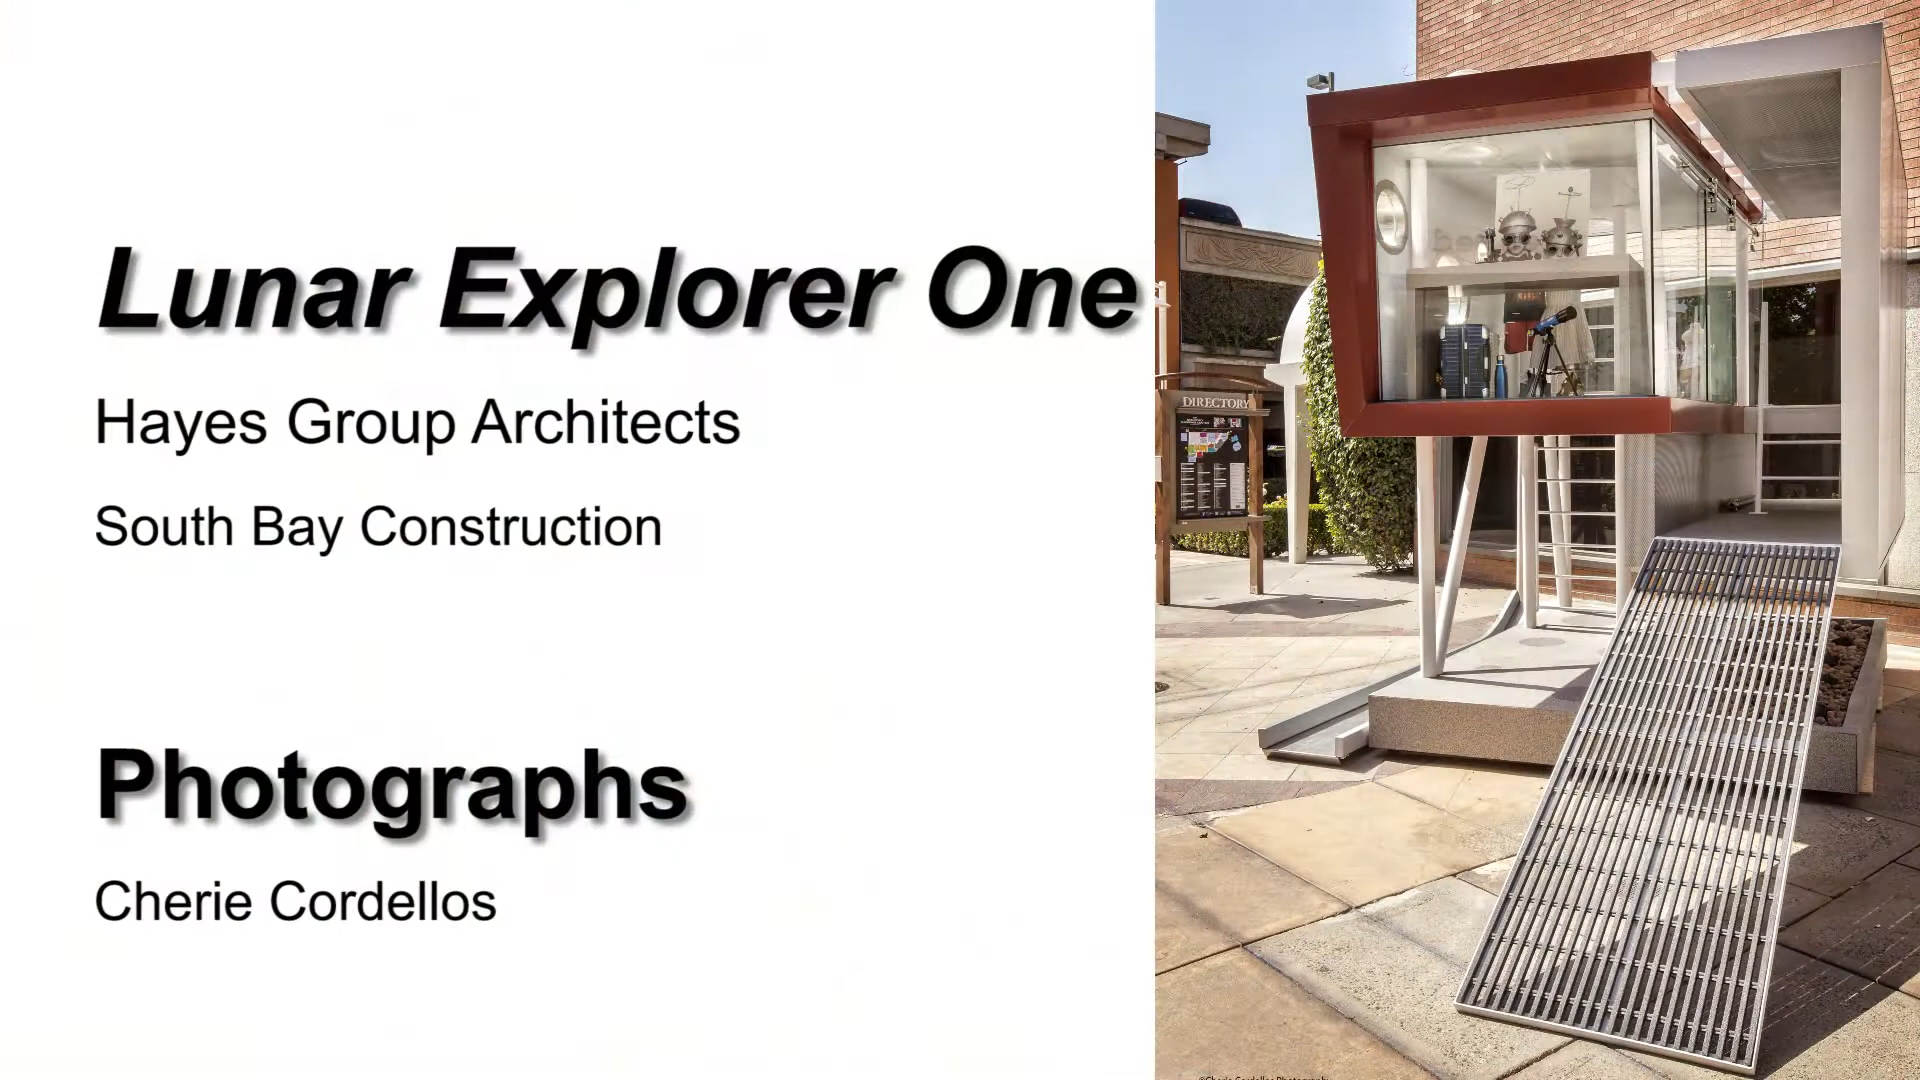 Lunar Explorer One
Hayes Group Architects
South Bay Construction
Photographs
Cherie Cordellos
DIRECTORY